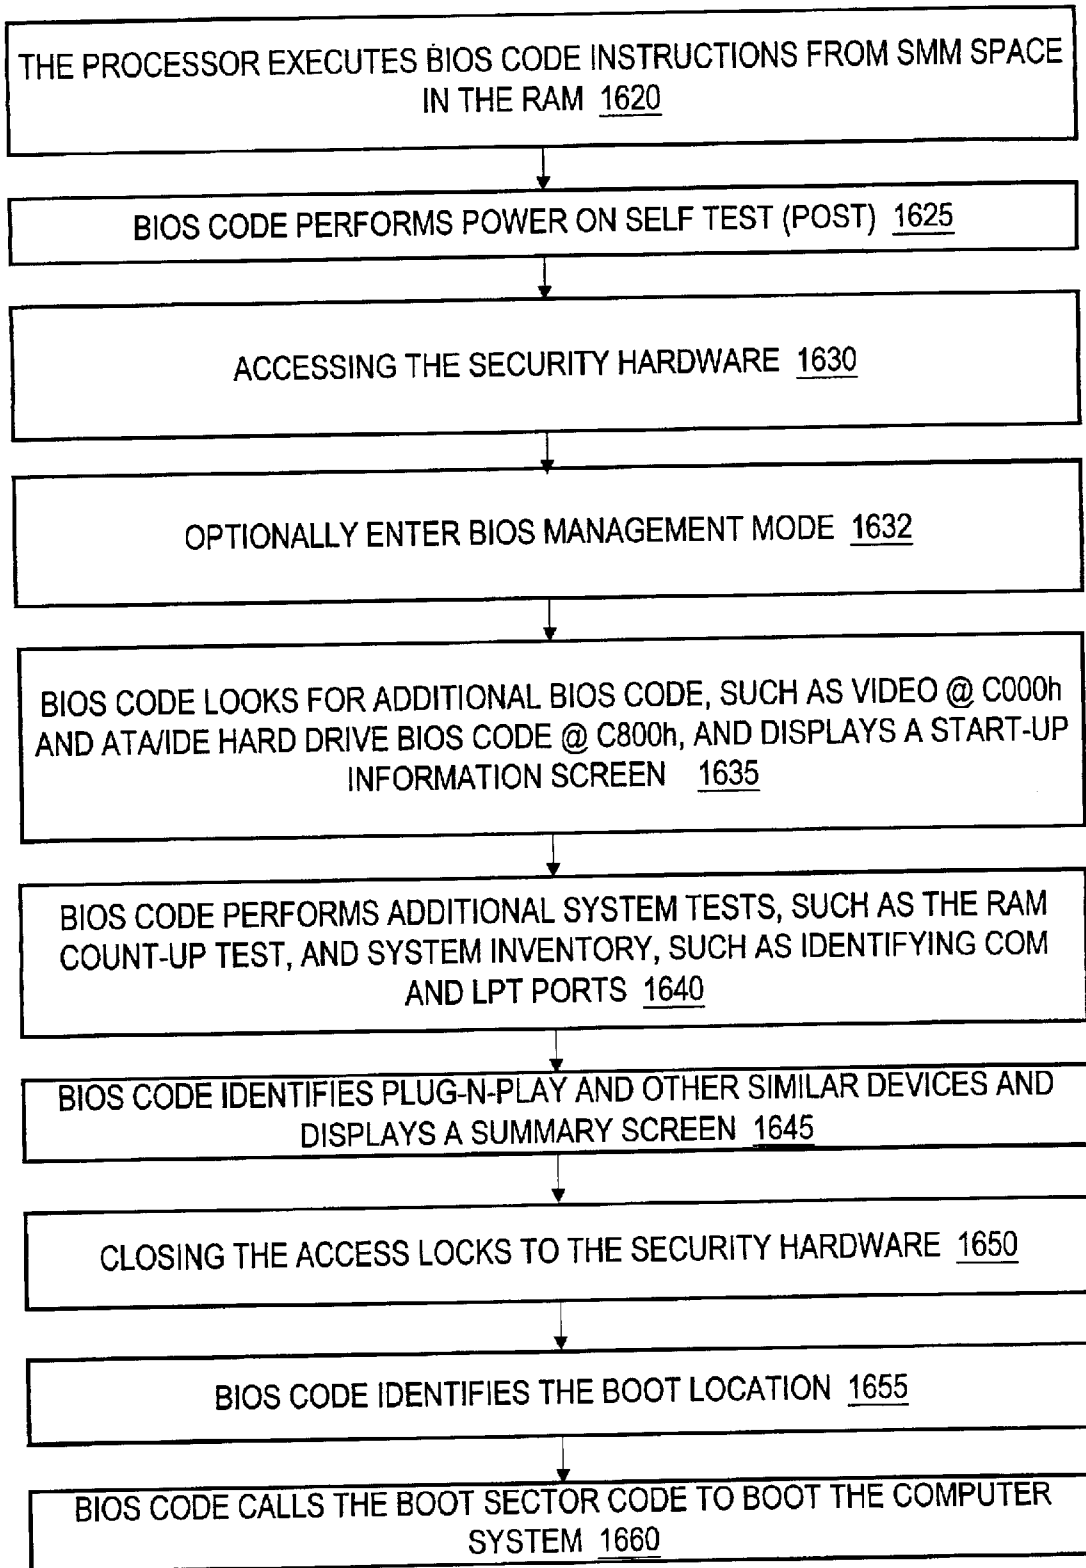 THE PROCESSOR EXECUTES BIOS CODE INSTRUCTIONS FROM SMM SPACE
IN THE RAM 1620
BIOS CODE PERFORMS POWER ON SELF TEST (POST) 1625
ACCESSING THE SECURITY HARDWARE 1630
OPTIONALLY ENTER BIOS MANAGEMENT MODE 1632
BIOS CODE LOOKS FOR ADDITIONAL BIOS CODE, SUCH AS VIDEO @ C000h
AND ATA/IDE HARD DRIVE BIOS CODE @ C800h, AND DISPLAYS A START-UP
INFORMATION SCREEN 1635
BIOS CODE PERFORMS ADDITIONAL SYSTEM TESTS, SUCH AS THE RAM
COUNT-UP TEST, AND SYSTEM INVENTORY, SUCH AS IDENTIFYING COM
AND LPT PORTS 1640
BIOS CODE IDENTIFIES PLUG-N-PLAY AND OTHER SIMILAR DEVICES AND
DISPLAYS A SUMMARY SCREEN 1645
CLOSING THE ACCESS LOCKS TO THE SECURITY HARDWARE 1650
BIOS CODE IDENTIFIES THE BOOT LOCATION 1655
BIOS CODE CALLS THE BOOT SECTOR CODE TO BOOT THE COMPUTER
SYSTEM 1660